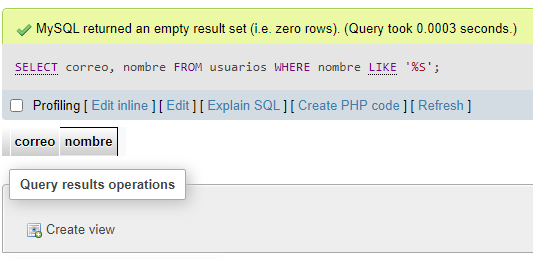 MySQL returned an empty result set (i.e. zero rows). (Query took 0.0003 seconds.)
SELECT correo, nombre FROM usuarios WHERE nombre LIKE '%S';
Profiling [ Edit inline ] [ Edit ] [ Explain SQL ] [ Create PHP code ] [ Refresh ]
correo nombre
Query results operations
Create view